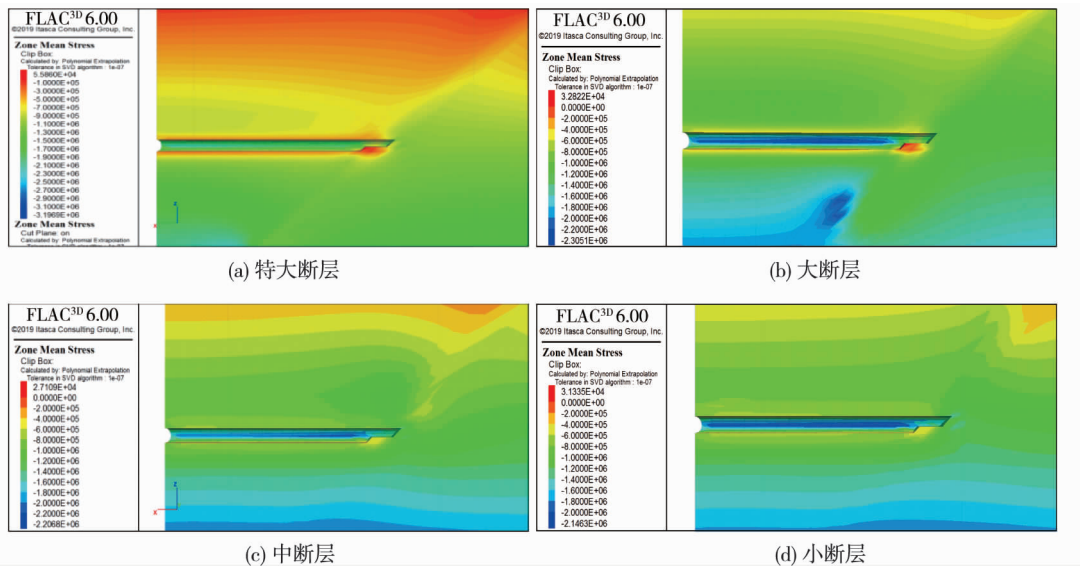 FLAC3D 6.00
©2019 Itasca Consulting Group, Inc.
Zone Mean Stress
Clip Box:
Calculated by: Polynomial Extrapolation
Tolerance in SVD algorithm : 1e-07
5.5860E+04
-1.0000E+05
-3.0000E+05
-5.0000E+05
-7.0000E+05
-9.0000E+05
-1.1000E+06
-1.3000E+06
-1.5000E+06
-1.7000E+06
-1.9000E+06
-2.1000E+06
-2.3000E+06
-2.5000E+06
-2.7000E+06
-2.9000E+06
-3.1000E+06
-3.1969E+06
Zone Mean Stress
Cut Plane: on
Calculated by: Polynomial Extrapolation
Tolerance in SVD algorithm : 1e-07
z
(a) 特大断层
FLAC3D 6.00
©2019 Itasca Consulting Group, Inc.
Zone Mean Stress
Clip Box:
Calculated by: Polynomial Extrapolation
Tolerance in SVD algorithm : 1e-07
3.2822E+04
0.0000E+00
-2.0000E+05
-4.0000E+05
-6.0000E+05
-8.0000E+05
-1.0000E+06
-1.2000E+06
-1.4000E+06
-1.6000E+06
-1.8000E+06
-2.0000E+06
-2.2000E+06
-2.3051E+06
(b) 大断层
FLAC3D 6.00
©2019 Itasca Consulting Group, Inc.
Zone Mean Stress
Clip Box:
Calculated by: Polynomial Extrapolation
Tolerance in SVD algorithm : 1e-07
2.7109E+04
0.0000E+00
-2.0000E+05
-4.0000E+05
-6.0000E+05
-8.0000E+05
-1.0000E+06
-1.2000E+06
-1.4000E+06
-1.6000E+06
-1.8000E+06
-2.0000E+06
-2.2000E+06
-2.2068E+06
z
x
(c) 中断层
FLAC3D 6.00
©2019 Itasca Consulting Group, Inc.
Zone Mean Stress
Clip Box:
Calculated by: Polynomial Extrapolation
Tolerance in SVD algorithm : 1e-07
3.1335E+04
0.0000E+00
-2.0000E+05
-4.0000E+05
-6.0000E+05
-8.0000E+05
-1.0000E+06
-1.2000E+06
-1.4000E+06
-1.6000E+06
-1.8000E+06
-2.0000E+06
-2.1463E+06
(d) 小断层